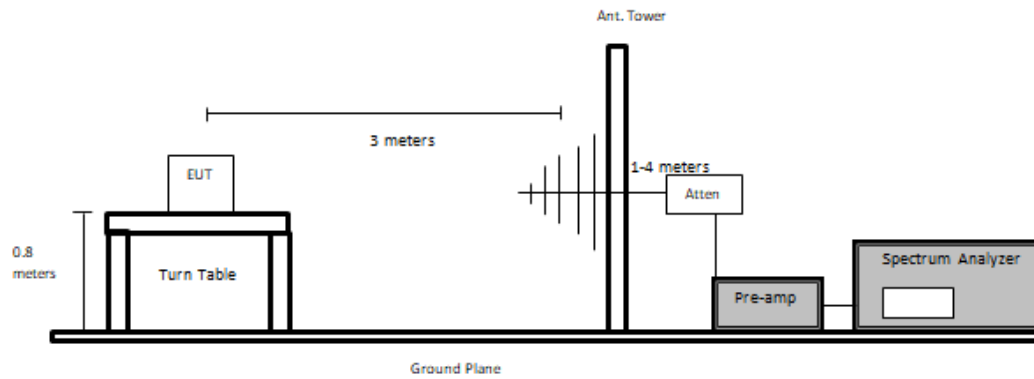 Ant. Tower
3 meters
EUT
1-4 meters
Atten
0.8
meters
Turn Table
Spectrum Analyzer
Pre-amp
Ground Plane